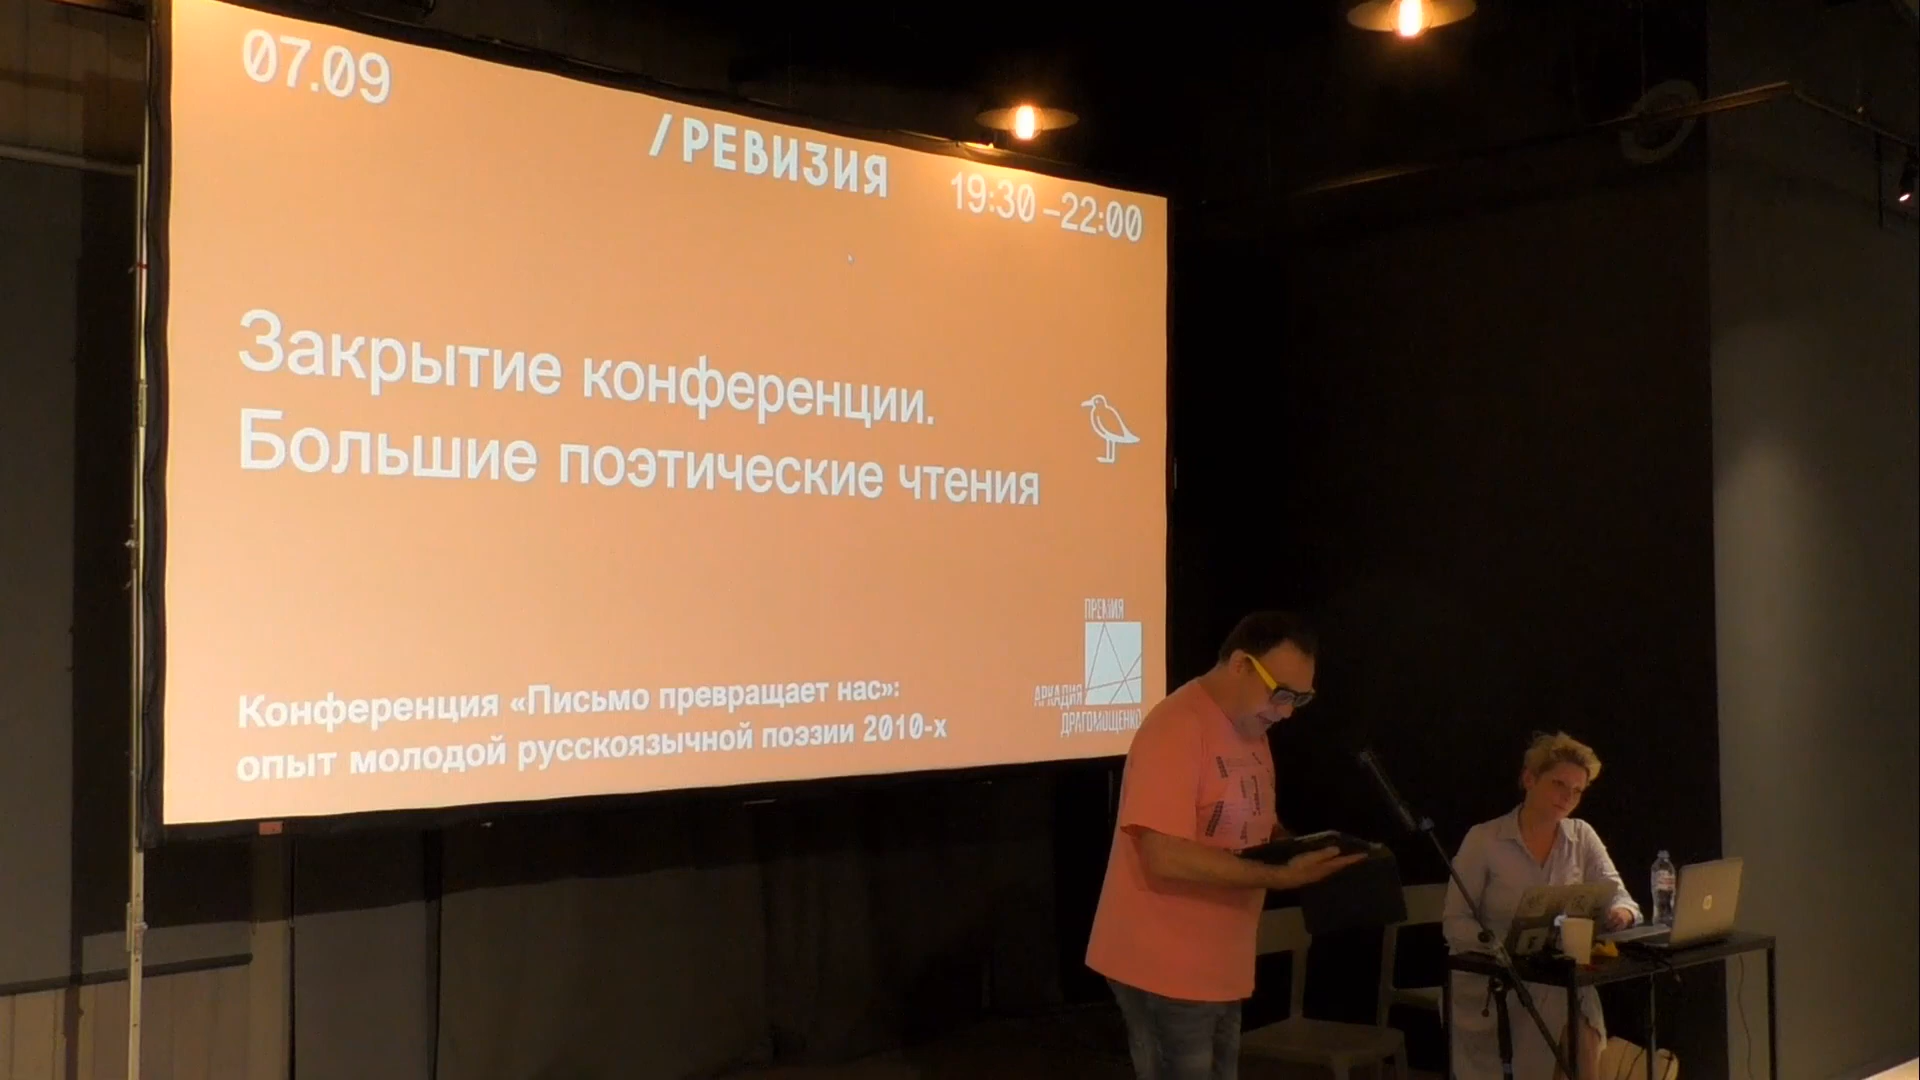 07.09
/РЕВИЗИЯ
19:30–22:00
Закрытие конференции.
Большие поэтические чтения
ПРЕМИЯ
АРКАДИЯ
ДРАГОМОЩЕНКО
Конференция «Письмо превращает нас»:
опыт молодой русскоязычной поэзии 2010-х